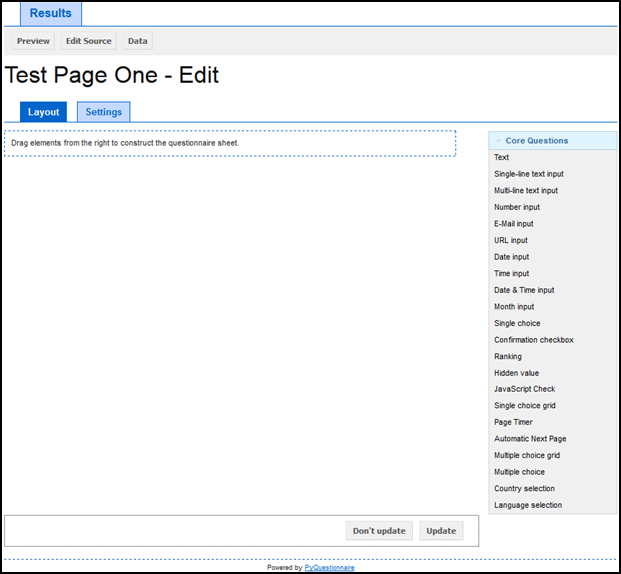 Results
Preview Edit Source Data
Test Page One - Edit
Layout Settings
Drag elements from the right to construct the questionnaire sheet.
Core Questions
Text
Single-line text input
Multi-line text input
Number input
E-Mail input
URL input
Date input
Time input
Date & Time input
Month input
Single choice
Confirmation checkbox
Ranking
Hidden value
JavaScript Check
Single choice grid
Page Timer
Automatic Next Page
Multiple choice grid
Multiple choice
Country selection
Language selection
Don't update Update
Powered by PyQuestionnaire